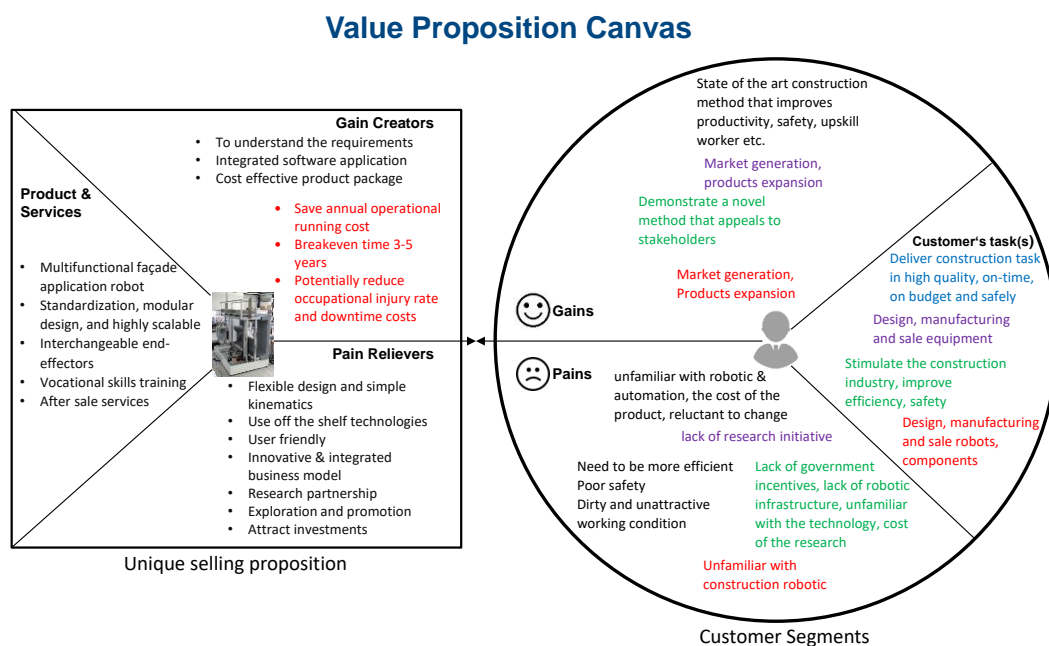 Value Proposition Canvas
Gain Creators
• To understand the requirements
• Integrated software application
• Cost effective product package
• Save annual operational
running cost
• Breakeven time 3-5
years
• Potentially reduce
occupational injury rate
and downtime costs
Product &
Services
• Multifunctional façade
application robot
• Standardization, modular
design, and highly scalable
• Interchangeable end-
effectors
• Vocational skills training
• After sale services
Pain Relievers
• Flexible design and simple
kinematics
• Use off the shelf technologies
• User friendly
• Innovative & integrated
business model
• Research partnership
• Exploration and promotion
• Attract investments
Unique selling proposition
State of the art construction
method that improves
productivity, safety, upskill
worker etc.
Market generation,
products expansion
Demonstrate a novel
method that appeals to
stakeholders
Market generation,
Products expansion
Gains
Pains
unfamiliar with robotic &
automation, the cost of the
product, reluctant to change
lack of research initiative
Need to be more efficient
Poor safety
Dirty and unattractive
working condition
Lack of government
incentives, lack of robotic
infrastructure, unfamiliar
with the technology, cost
of the research
Unfamiliar with
construction robotic
Customer‘s task(s)
Deliver construction task
in high quality, on-time,
on budget and safely
Design, manufacturing
and sale equipment
Stimulate the construction
industry, improve
efficiency, safety
Design, manufacturing
and sale robots,
components
Customer Segments